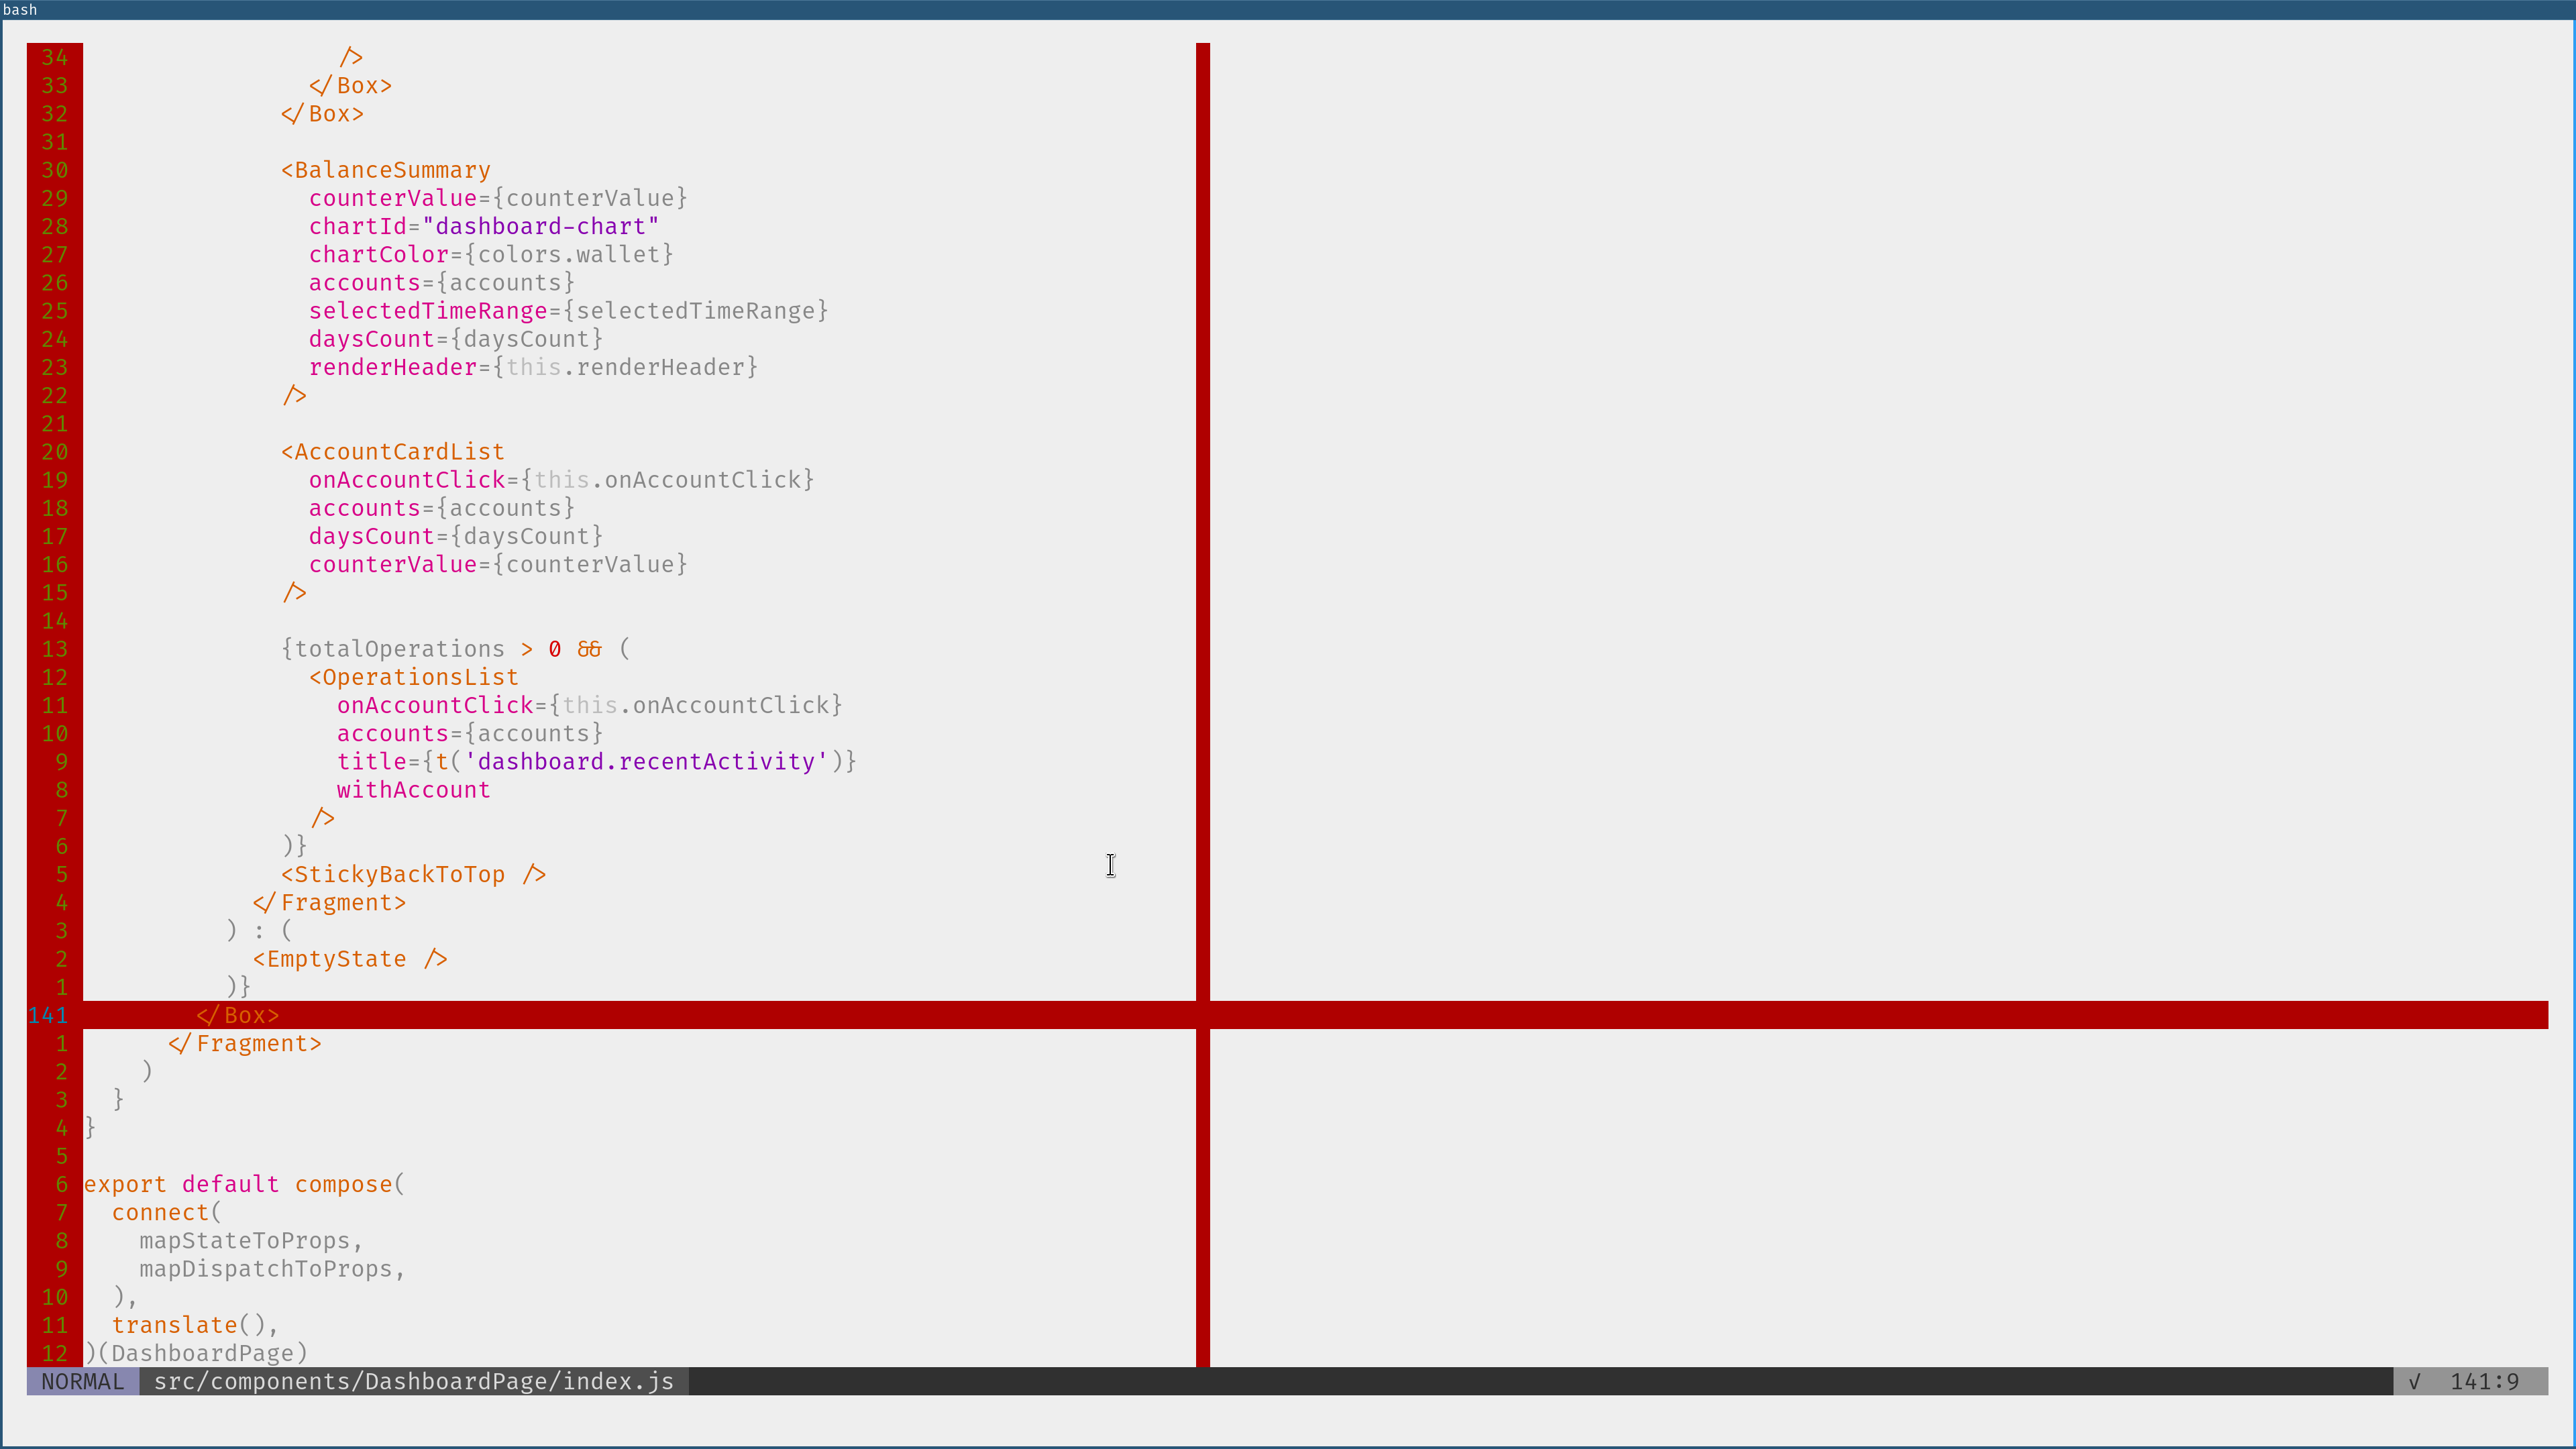 bash
34                   />
33                 </Box>
32               </Box>
31
30               <BalanceSummary
29                 counterValue={counterValue}
28                 chartId="dashboard-chart"
27                 chartColor={colors.wallet}
26                 accounts={accounts}
25                 selectedTimeRange={selectedTimeRange}
24                 daysCount={daysCount}
23                 renderHeader={this.renderHeader}
22               />
21
20               <AccountCardList
19                 onAccountClick={this.onAccountClick}
18                 accounts={accounts}
17                 daysCount={daysCount}
16                 counterValue={counterValue}
15               />
14
13               {totalOperations > 0 && (
12                 <OperationsList
11                   onAccountClick={this.onAccountClick}
10                   accounts={accounts}
9                   title={t('dashboard.recentActivity')}
8                   withAccount
7                 />
6               )}
5               <StickyBackToTop />
4             </Fragment>
3           ) : (
2             <EmptyState />
1           )}
141         </Box>
1       </Fragment>
2     )
3   }
4 }
5
6 export default compose(
7   connect(
8     mapStateToProps,
9     mapDispatchToProps,
10   ),
11   translate(),
12 )(DashboardPage)
NORMAL src/components/DashboardPage/index.js √ 141:9